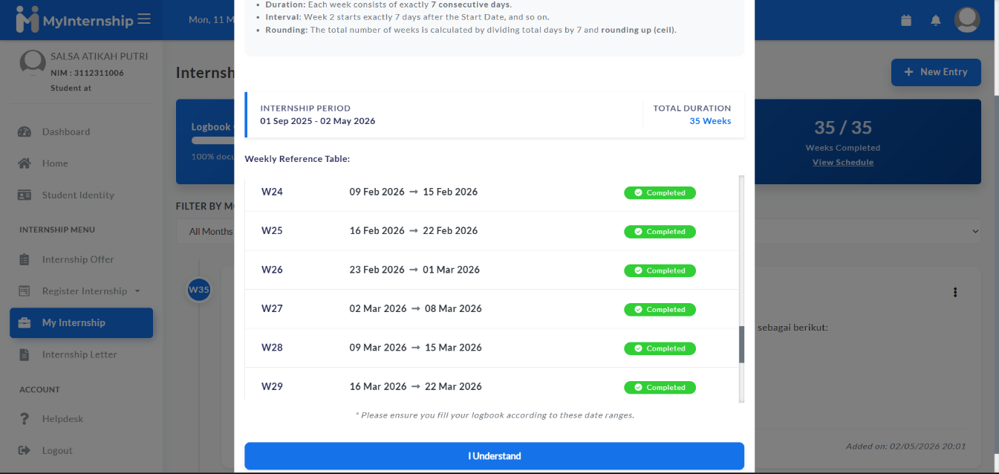 MyInternship
Mon, 11 M
SALSA ATIKAH PUTRI
NIM : 3112311006
Student at
Dashboard
Home
Student Identity
INTERNSHIP MENU
Internship Offer
Register Internship
My Internship
Internship Letter
ACCOUNT
Helpdesk
Logout
Internsh
New Entry
Logbook
100% docu
35 / 35
Weeks Completed
View Schedule
FILTER BY M
All Months
W35
sebagai berikut:
Added on: 02/05/2026 20:01
• Duration: Each week consists of exactly 7 consecutive days.
• Interval: Week 2 starts exactly 7 days after the Start Date, and so on.
• Rounding: The total number of weeks is calculated by dividing total days by 7 and rounding up (ceil).
INTERNSHIP PERIOD
01 Sep 2025 - 02 May 2026
TOTAL DURATION
35 Weeks
Weekly Reference Table:
W24 09 Feb 2026 → 15 Feb 2026 Completed
W25 16 Feb 2026 → 22 Feb 2026 Completed
W26 23 Feb 2026 → 01 Mar 2026 Completed
W27 02 Mar 2026 → 08 Mar 2026 Completed
W28 09 Mar 2026 → 15 Mar 2026 Completed
W29 16 Mar 2026 → 22 Mar 2026 Completed
* Please ensure you fill your logbook according to these date ranges.
I Understand